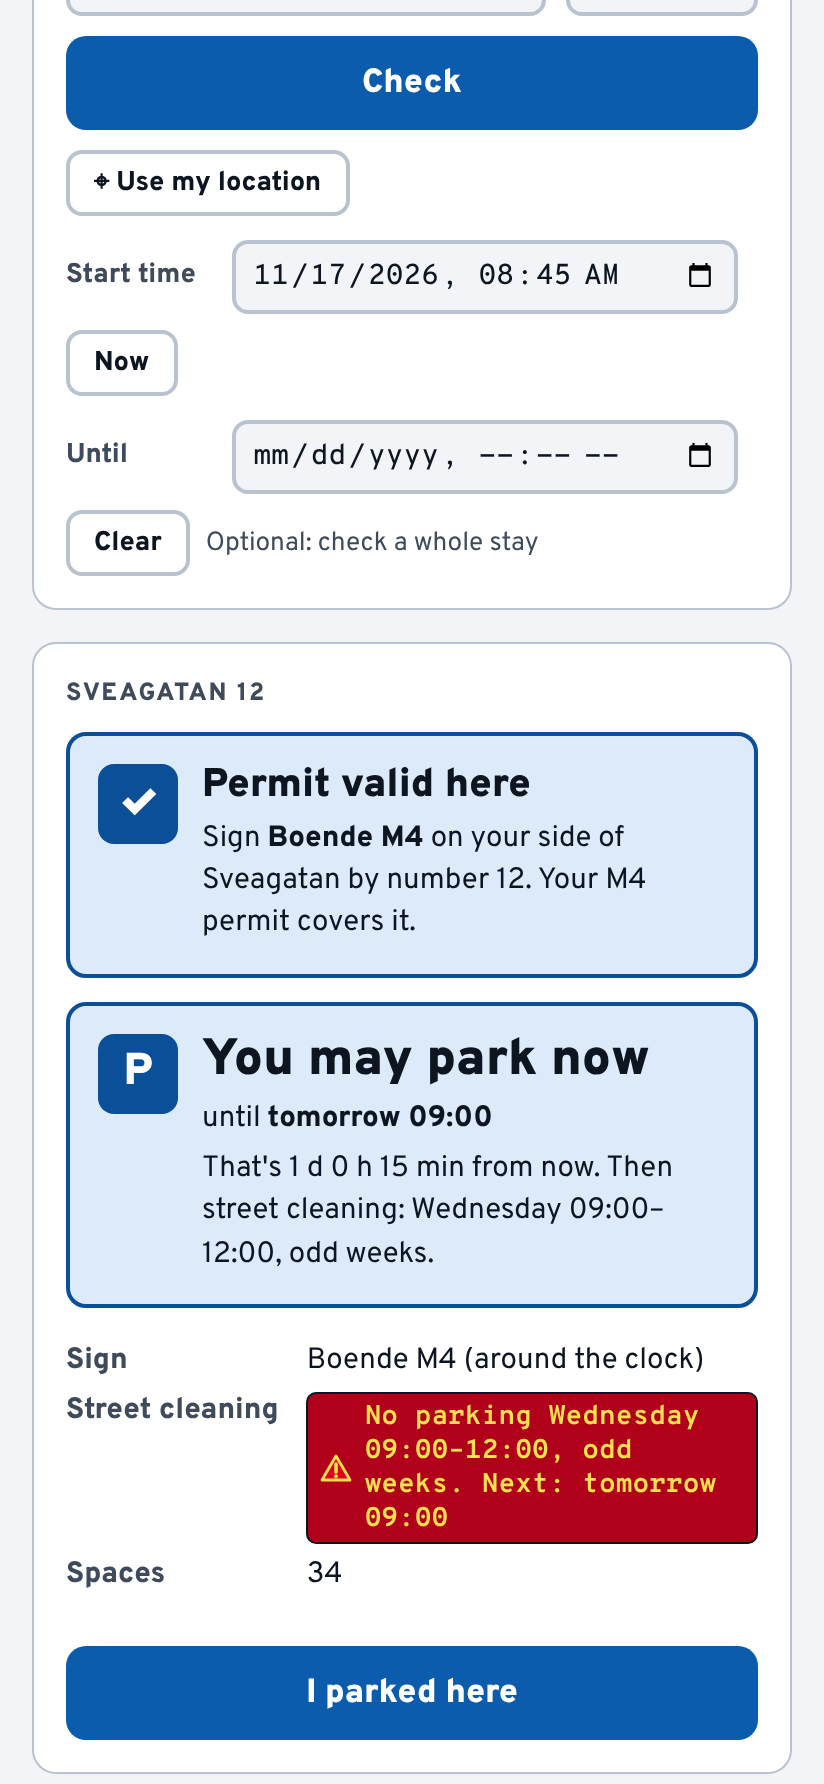 Check
⌖ Use my location
Start time
11/17/2026, 08:45 AM
Now
Until
mm/dd/yyyy, --:-- --
Clear
Optional: check a whole stay
SVEAGATAN 12
Permit valid here
Sign Boende M4 on your side of
Sveagatan by number 12. Your M4
permit covers it.
P
You may park now
until tomorrow 09:00
That's 1 d 0 h 15 min from now. Then
street cleaning: Wednesday 09:00–
12:00, odd weeks.
Sign
Boende M4 (around the clock)
Street cleaning
No parking Wednesday
09:00–12:00, odd
weeks. Next: tomorrow
09:00
Spaces
34
I parked here